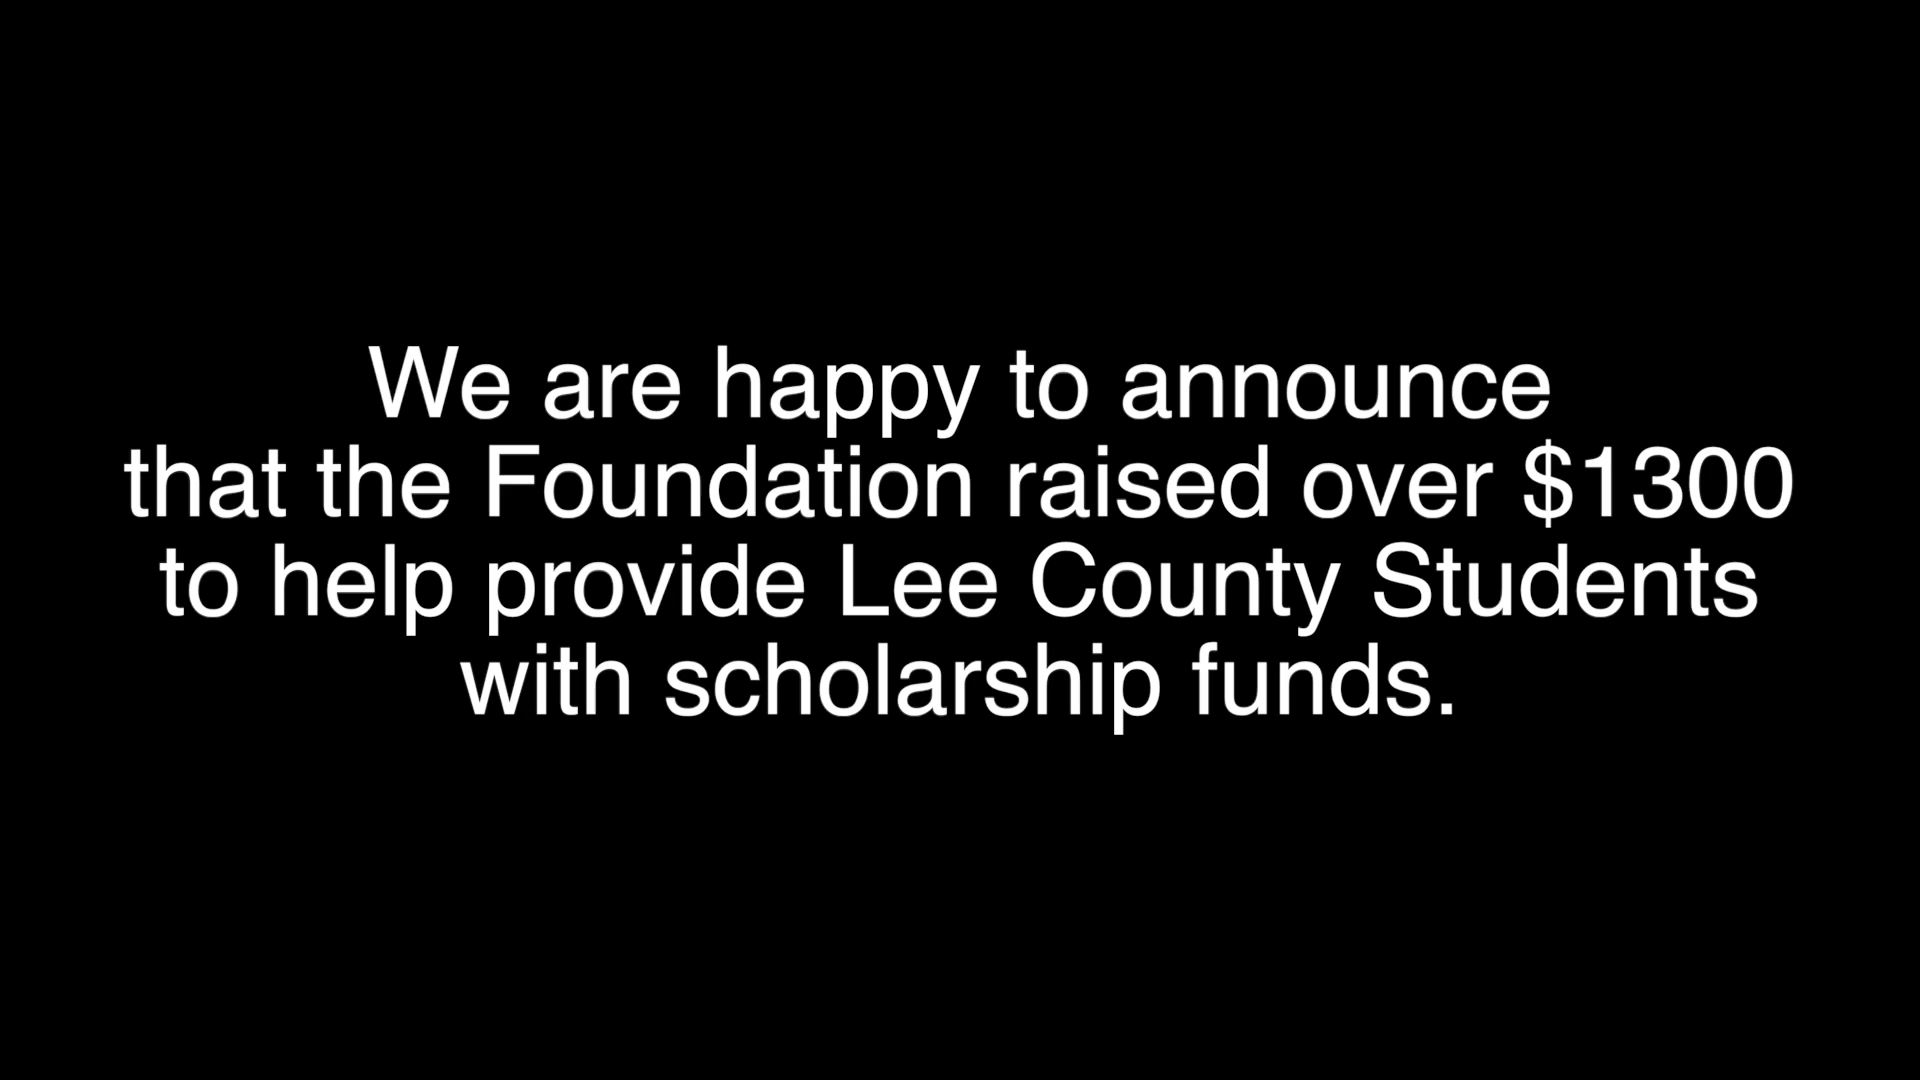 We are happy to announce
that the Foundation raised over $1300
to help provide Lee County Students
with scholarship funds.